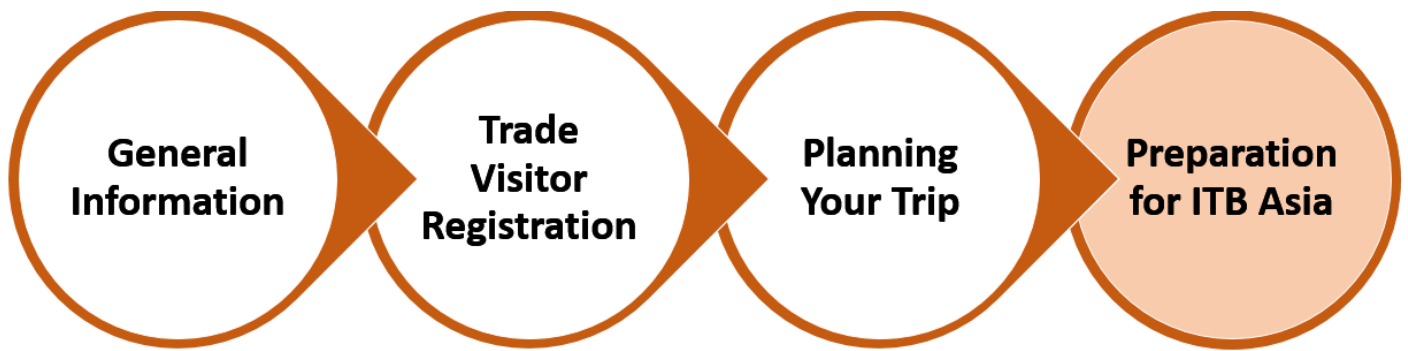 General
Information
Trade
Visitor
Registration
Planning
Your Trip
Preparation
for ITB Asia